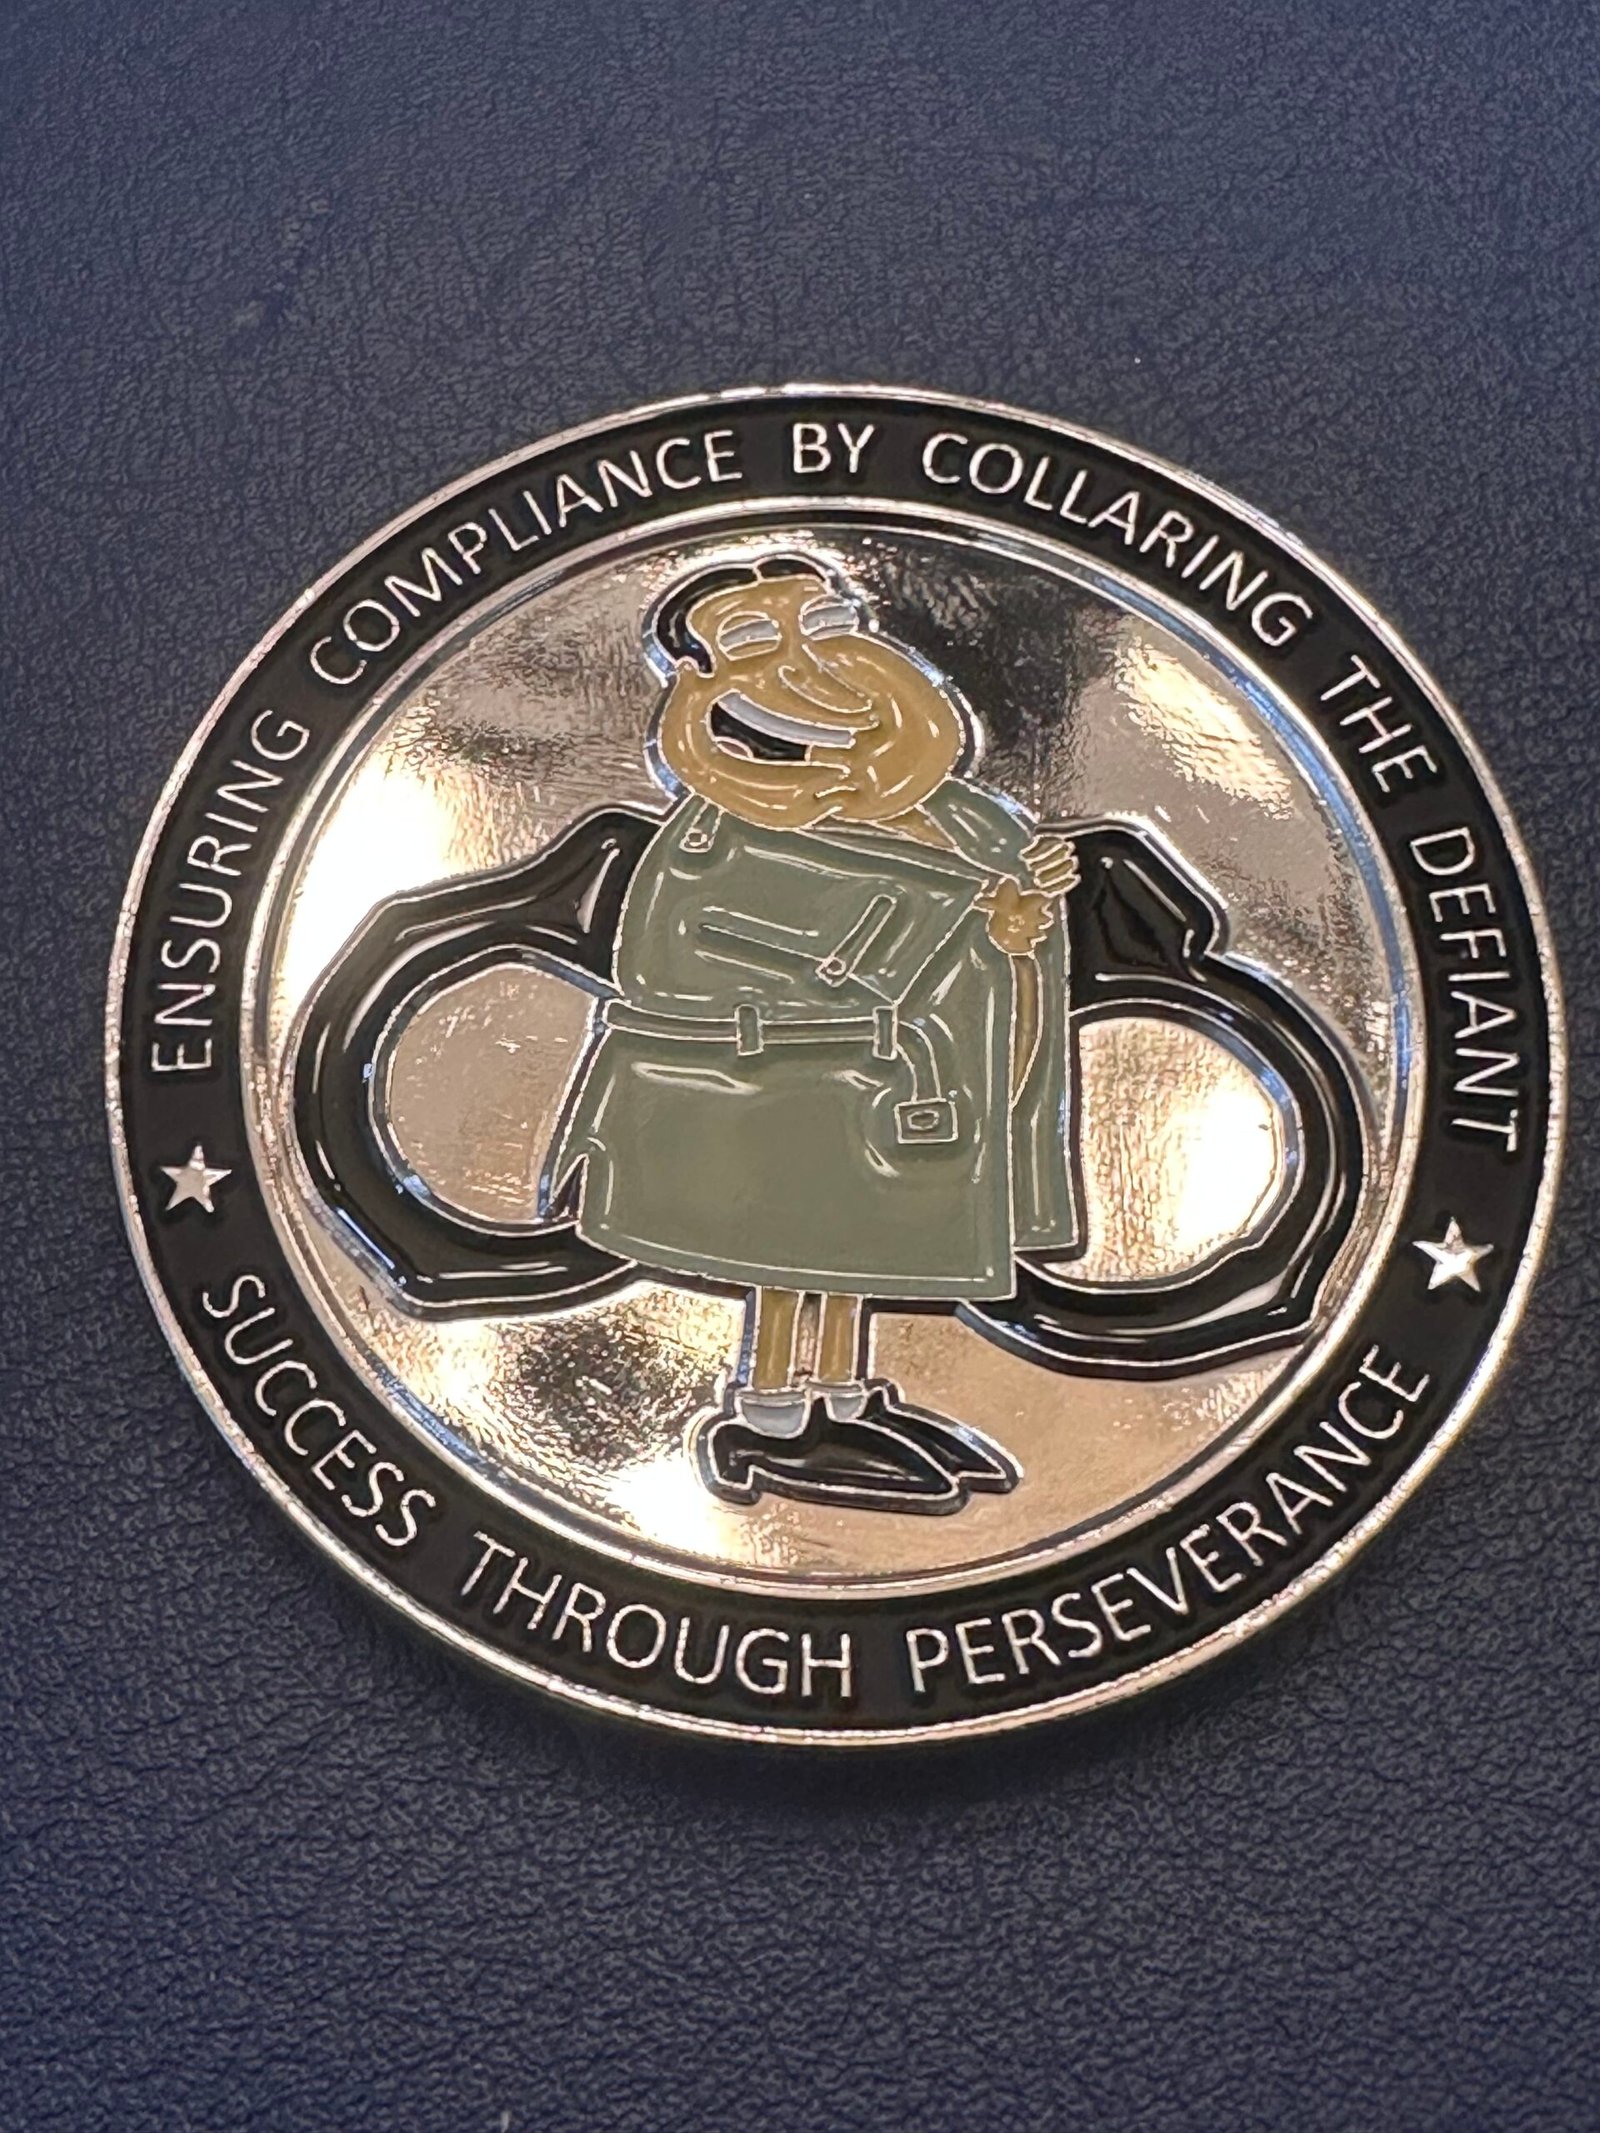 ENSURING COMPLIANCE BY COLLARING THE DEFIANT
SUCCESS THROUGH PERSEVERANCE